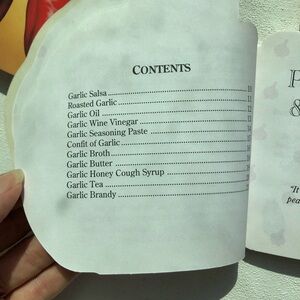 CONTENTS
Garlic Salsa
Roasted Garlic
Garlic Oil
Garlic Wine Vinegar
Garlic Seasoning Paste
Confit of Garlic
Garlic Broth
Garlic Butter
Garlic Honey Cough Syrup
Garlic Tea
Garlic Brandy
P
&
"It